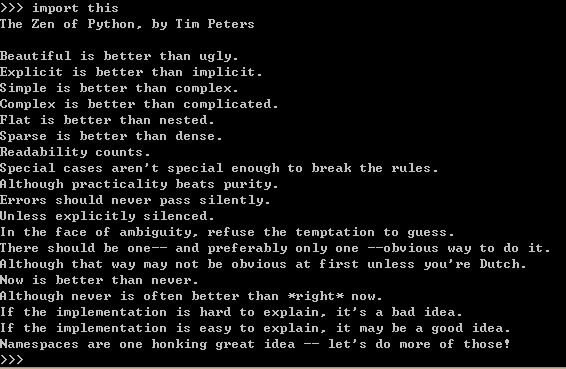 >>> import this
The Zen of Python, by Tim Peters
Beautiful is better than ugly.
Explicit is better than implicit.
Simple is better than complex.
Complex is better than complicated.
Flat is better than nested.
Sparse is better than dense.
Readability counts.
Special cases aren't special enough to break the rules.
Although practicality beats purity.
Errors should never pass silently.
Unless explicitly silenced.
In the face of ambiguity, refuse the temptation to guess.
There should be one-- and preferably only one --obvious way to do it.
Although that way may not be obvious at first unless you're Dutch.
Now is better than never.
Although never is often better than *right* now.
If the implementation is hard to explain, it's a bad idea.
If the implementation is easy to explain, it may be a good idea.
Namespaces are one honking great idea -- let's do more of those!
>>>